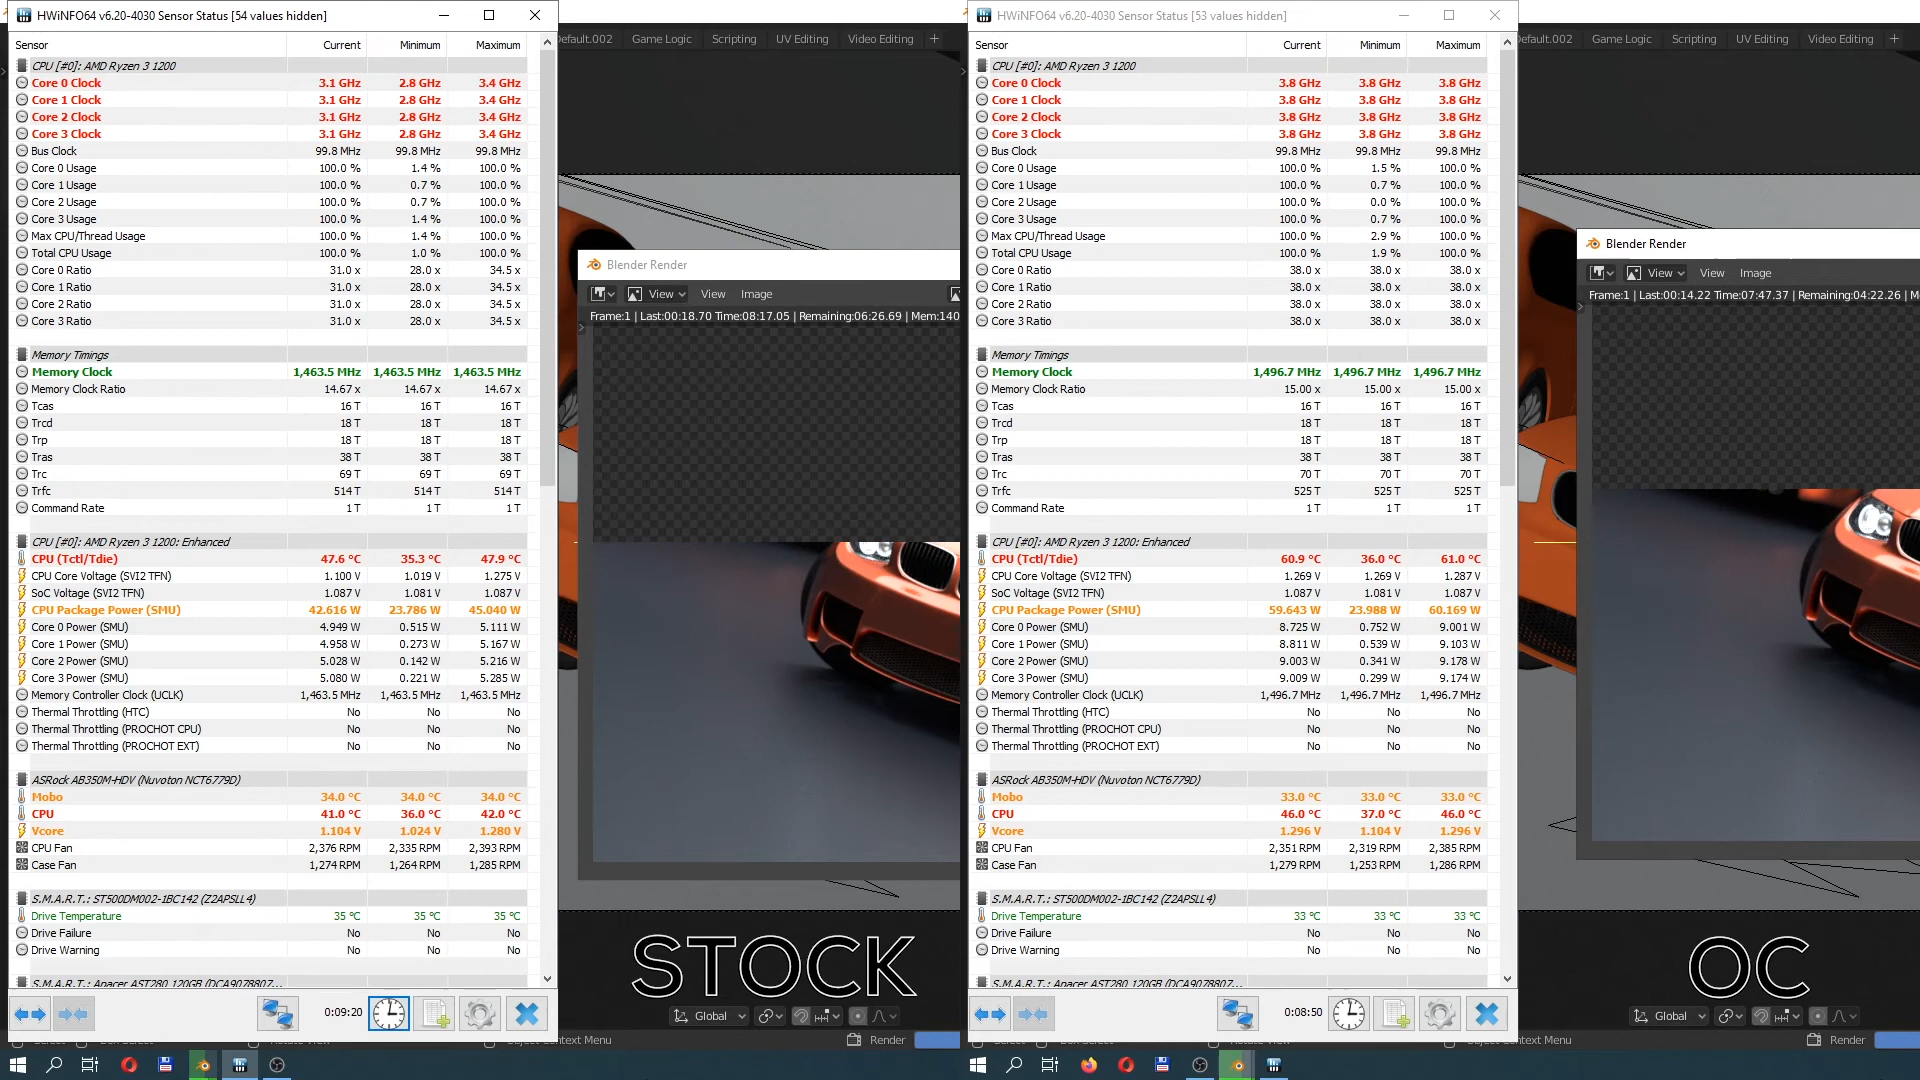 HWiNFO64 v6.20-4030 Sensor Status [54 values hidden]
Default.002 Game Logic Scripting UV Editing Video Editing +
Sensor Current Minimum Maximum
CPU [#0]: AMD Ryzen 3 1200
Core 0 Clock 3.1 GHz 2.8 GHz 3.4 GHz
Core 1 Clock 3.1 GHz 2.8 GHz 3.4 GHz
Core 2 Clock 3.1 GHz 2.8 GHz 3.4 GHz
Core 3 Clock 3.1 GHz 2.8 GHz 3.4 GHz
Bus Clock 99.8 MHz 99.8 MHz 99.8 MHz
Core 0 Usage 100.0 % 1.4 % 100.0 %
Core 1 Usage 100.0 % 0.7 % 100.0 %
Core 2 Usage 100.0 % 0.7 % 100.0 %
Core 3 Usage 100.0 % 1.4 % 100.0 %
Max CPU/Thread Usage 100.0 % 1.4 % 100.0 %
Total CPU Usage 100.0 % 1.0 % 100.0 %
Core 0 Ratio 31.0 x 28.0 x 34.5 x
Core 1 Ratio 31.0 x 28.0 x 34.5 x
Core 2 Ratio 31.0 x 28.0 x 34.5 x
Core 3 Ratio 31.0 x 28.0 x 34.5 x
Memory Timings
Memory Clock 1,463.5 MHz 1,463.5 MHz 1,463.5 MHz
Memory Clock Ratio 14.67 x 14.67 x 14.67 x
Tcas 16 T 16 T 16 T
Trcd 18 T 18 T 18 T
Trp 18 T 18 T 18 T
Tras 38 T 38 T 38 T
Trc 69 T 69 T 69 T
Trfc 514 T 514 T 514 T
Command Rate 1 T 1 T 1 T
CPU [#0]: AMD Ryzen 3 1200: Enhanced
CPU (Tctl/Tdie) 47.6 °C 35.3 °C 47.9 °C
CPU Core Voltage (SVI2 TFN) 1.100 V 1.019 V 1.275 V
SoC Voltage (SVI2 TFN) 1.087 V 1.081 V 1.087 V
CPU Package Power (SMU) 42.616 W 23.786 W 45.040 W
Core 0 Power (SMU) 4.949 W 0.515 W 5.111 W
Core 1 Power (SMU) 4.958 W 0.273 W 5.167 W
Core 2 Power (SMU) 5.028 W 0.142 W 5.216 W
Core 3 Power (SMU) 5.080 W 0.221 W 5.285 W
Memory Controller Clock (UCLK) 1,463.5 MHz 1,463.5 MHz 1,463.5 MHz
Thermal Throttling (HTC) No No No
Thermal Throttling (PROCHOT CPU) No No No
Thermal Throttling (PROCHOT EXT) No No No
ASRock AB350M-HDV (Nuvoton NCT6779D)
Mobo 34.0 °C 34.0 °C 34.0 °C
CPU 41.0 °C 36.0 °C 42.0 °C
Vcore 1.104 V 1.024 V 1.280 V
CPU Fan 2,376 RPM 2,335 RPM 2,393 RPM
Case Fan 1,274 RPM 1,264 RPM 1,285 RPM
S.M.A.R.T.: ST500DM002-1BC142 (Z2APSLL4)
Drive Temperature 35 °C 35 °C 35 °C
Drive Failure No No No
Drive Warning No No No
S.M.A.R.T.: Apacer AST280 120GB (DCA9078807...
0:09:20
Blender Render
View View Image
Frame:1 | Last:00:18.70 Time:08:17.05 | Remaining:06:26.69 | Mem:140
STOCK
Global
Context Menu Render
HWiNFO64 v6.20-4030 Sensor Status [53 values hidden]
Default.002 Game Logic Scripting UV Editing Video Editing +
Sensor Current Minimum Maximum
CPU [#0]: AMD Ryzen 3 1200
Core 0 Clock 3.8 GHz 3.8 GHz 3.8 GHz
Core 1 Clock 3.8 GHz 3.8 GHz 3.8 GHz
Core 2 Clock 3.8 GHz 3.8 GHz 3.8 GHz
Core 3 Clock 3.8 GHz 3.8 GHz 3.8 GHz
Bus Clock 99.8 MHz 99.8 MHz 99.8 MHz
Core 0 Usage 100.0 % 1.5 % 100.0 %
Core 1 Usage 100.0 % 0.7 % 100.0 %
Core 2 Usage 100.0 % 0.0 % 100.0 %
Core 3 Usage 100.0 % 0.7 % 100.0 %
Max CPU/Thread Usage 100.0 % 2.9 % 100.0 %
Total CPU Usage 100.0 % 1.9 % 100.0 %
Core 0 Ratio 38.0 x 38.0 x 38.0 x
Core 1 Ratio 38.0 x 38.0 x 38.0 x
Core 2 Ratio 38.0 x 38.0 x 38.0 x
Core 3 Ratio 38.0 x 38.0 x 38.0 x
Memory Timings
Memory Clock 1,496.7 MHz 1,496.7 MHz 1,496.7 MHz
Memory Clock Ratio 15.00 x 15.00 x 15.00 x
Tcas 16 T 16 T 16 T
Trcd 18 T 18 T 18 T
Trp 18 T 18 T 18 T
Tras 38 T 38 T 38 T
Trc 70 T 70 T 70 T
Trfc 525 T 525 T 525 T
Command Rate 1 T 1 T 1 T
CPU [#0]: AMD Ryzen 3 1200: Enhanced
CPU (Tctl/Tdie) 60.9 °C 36.0 °C 61.0 °C
CPU Core Voltage (SVI2 TFN) 1.269 V 1.269 V 1.287 V
SoC Voltage (SVI2 TFN) 1.087 V 1.081 V 1.087 V
CPU Package Power (SMU) 59.643 W 23.988 W 60.169 W
Core 0 Power (SMU) 8.725 W 0.752 W 9.001 W
Core 1 Power (SMU) 8.811 W 0.539 W 9.103 W
Core 2 Power (SMU) 9.003 W 0.341 W 9.178 W
Core 3 Power (SMU) 9.009 W 0.299 W 9.174 W
Memory Controller Clock (UCLK) 1,496.7 MHz 1,496.7 MHz 1,496.7 MHz
Thermal Throttling (HTC) No No No
Thermal Throttling (PROCHOT CPU) No No No
Thermal Throttling (PROCHOT EXT) No No No
ASRock AB350M-HDV (Nuvoton NCT6779D)
Mobo 33.0 °C 33.0 °C 33.0 °C
CPU 46.0 °C 37.0 °C 46.0 °C
Vcore 1.296 V 1.104 V 1.296 V
CPU Fan 2,351 RPM 2,319 RPM 2,385 RPM
Case Fan 1,279 RPM 1,253 RPM 1,286 RPM
S.M.A.R.T.: ST500DM002-1BC142 (Z2APSLL4)
Drive Temperature 33 °C 33 °C 33 °C
Drive Failure No No No
Drive Warning No No No
S.M.A.R.T.: Apacer AST280 120GB (DCA9078807...
0:08:50
Blender Render
View View Image
Frame:1 | Last:00:14.22 Time:07:47.37 | Remaining:04:22.26 | M
OC
Global
Context Menu Render